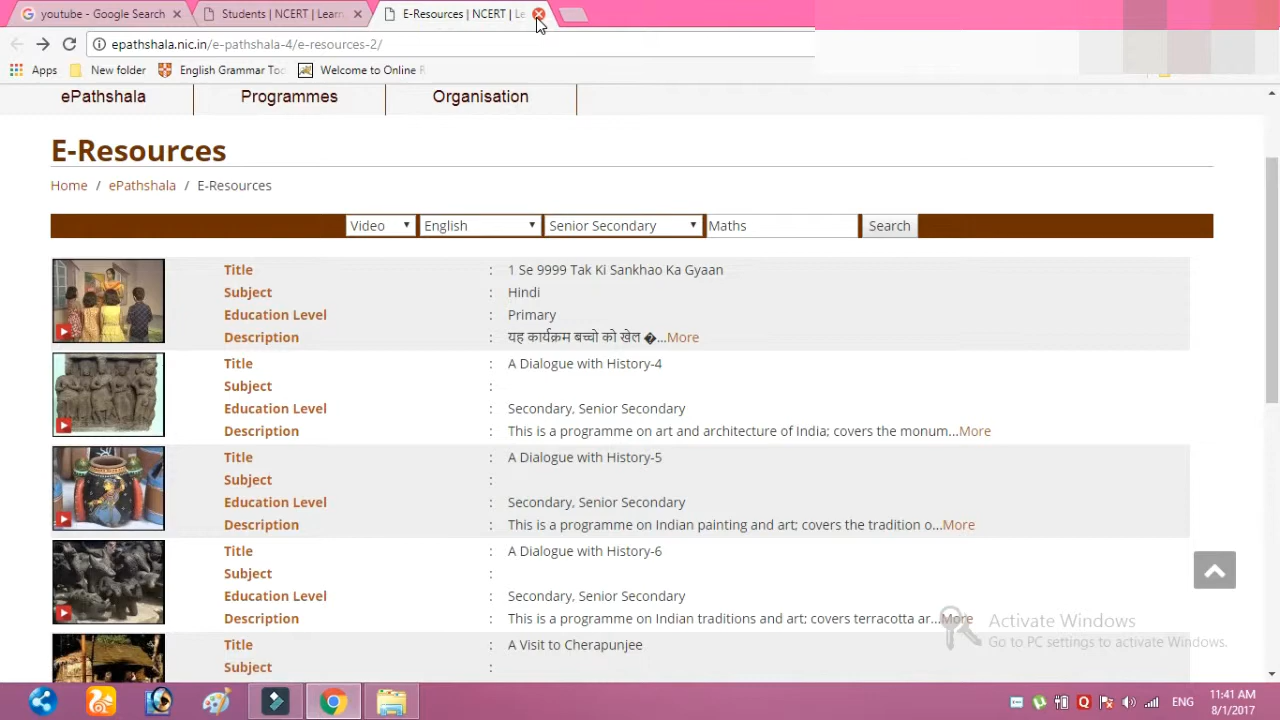 youtube - Google Search
Students | NCERT | Learn
E-Resources | NCERT | Le
epathshala.nic.in/e-pathshala-4/e-resources-2/
Apps
New folder
English Grammar Too
Welcome to Online
ePathshala
Programmes
Organisation
E-Resources
Home / ePathshala / E-Resources
Video English Senior Secondary Maths Search
Title : 1 Se 9999 Tak Ki Sankhao Ka Gyaan
Subject : Hindi
Education Level : Primary
Description : यह कार्यक्रम बच्चो को खेल �...More
Title : A Dialogue with History-4
Subject :
Education Level : Secondary, Senior Secondary
Description : This is a programme on art and architecture of India; covers the monum...More
Title : A Dialogue with History-5
Subject :
Education Level : Secondary, Senior Secondary
Description : This is a programme on Indian painting and art; covers the tradition o...More
Title : A Dialogue with History-6
Subject :
Education Level : Secondary, Senior Secondary
Description : This is a programme on Indian traditions and art; covers terracotta ar...More
Activate Windows
Go to PC settings to activate Windows.
Title : A Visit to Cherapunjee
Subject :
ENG
11:41 AM
8/1/2017